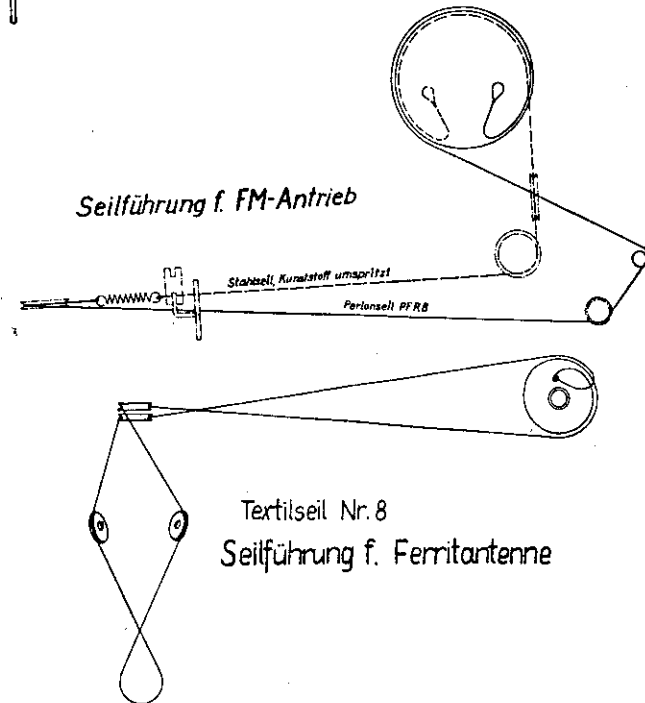 Seilführung f. FM-Antrieb
Stahlseil, Kunststoff umspritzt
Perlonseil PFR8
Textilseil Nr. 8
Seilführung f. Ferritantenne